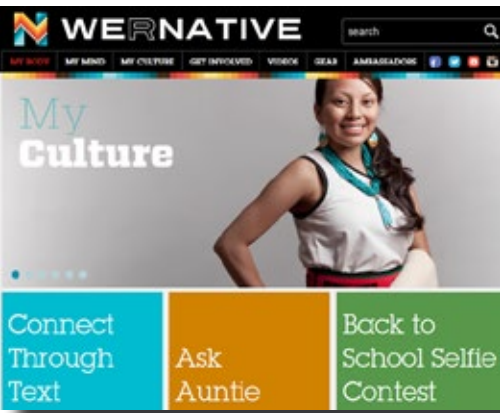 WERNATIVE
search
MY BODY MY MIND MY CULTURE GET INVOLVED VIDEOS GEAR AMBASSADORS
My
Culture
Connect
Through
Text
Ask
Auntie
Back to
School Selfie
Contest